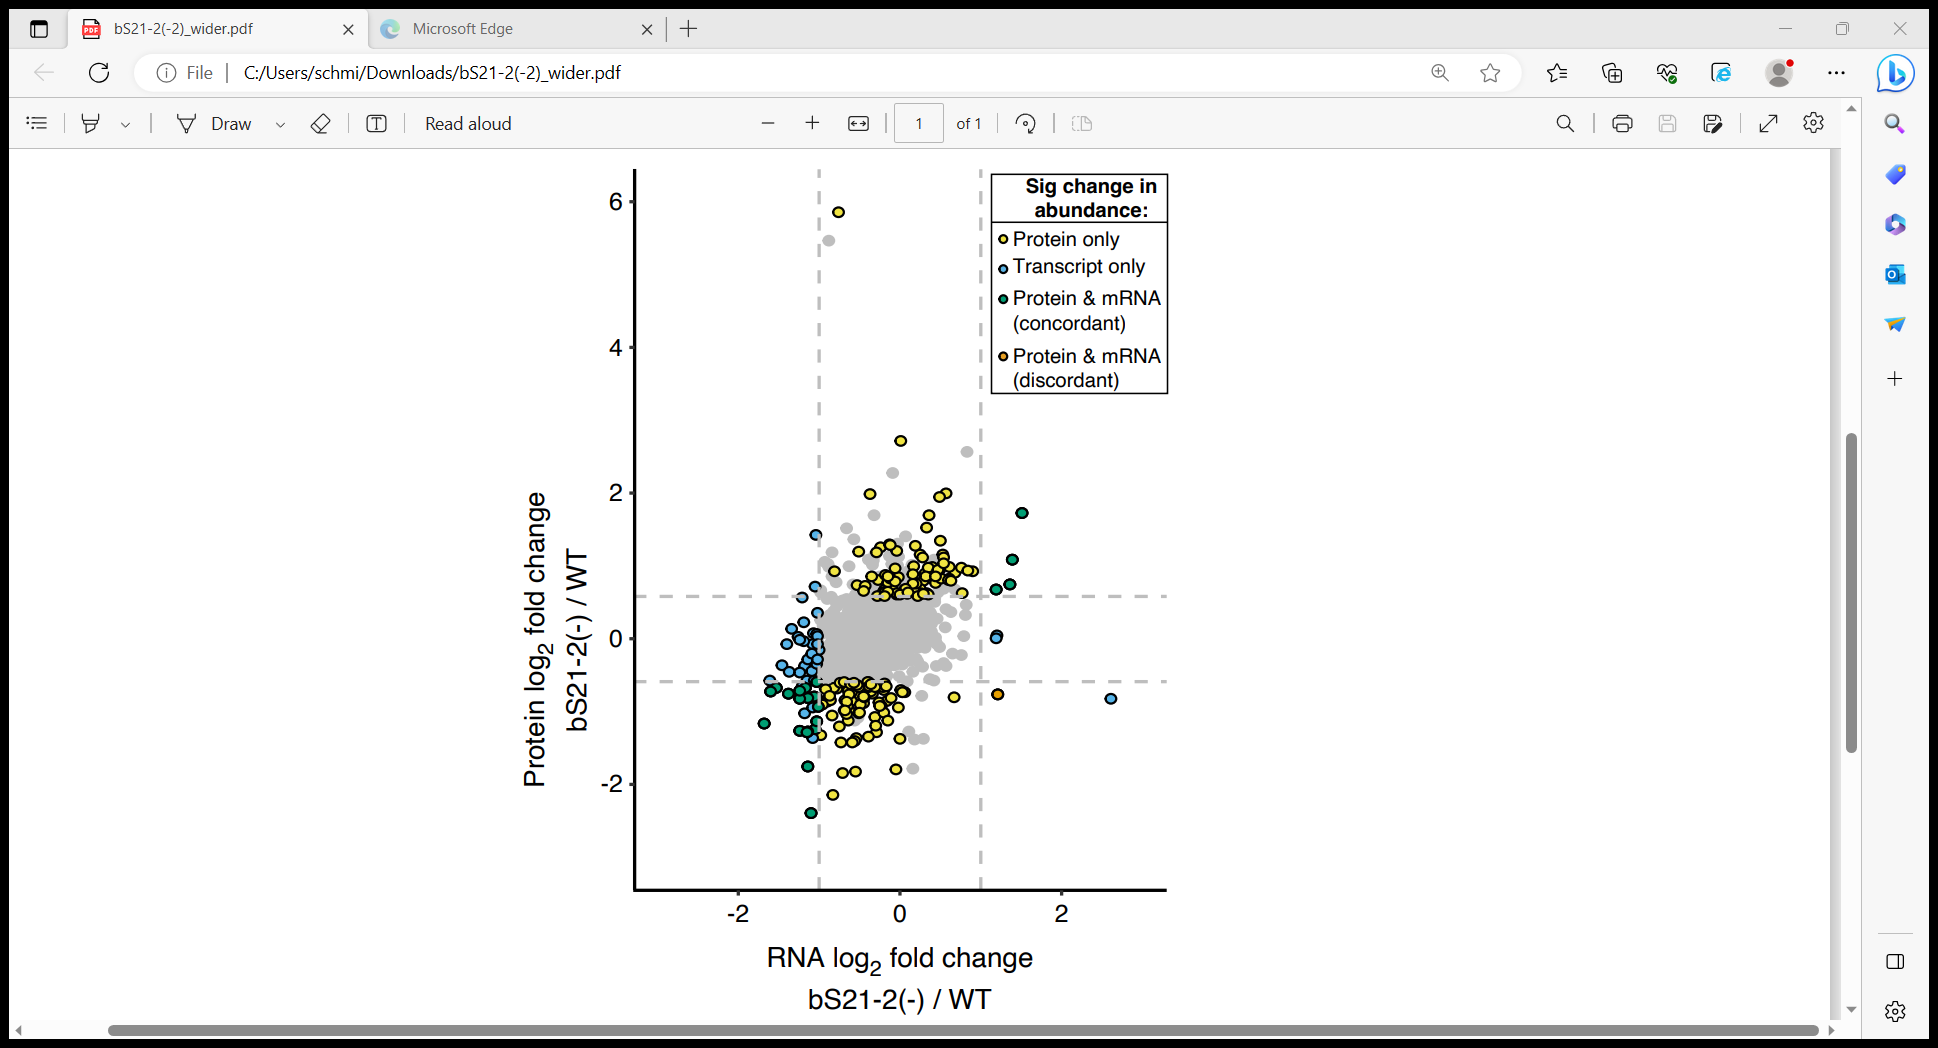 bS21-2(-2)_wider.pdf
Microsoft Edge
File
C:/Users/schmi/Downloads/bS21-2(-2)_wider.pdf
Draw
Read aloud
1
of 1
Sig change in
abundance:
Protein only
Transcript only
Protein & mRNA
(concordant)
Protein & mRNA
(discordant)
6
4
2
0
-2
Protein log2 fold change
bS21-2(-) / WT
-2
0
2
RNA log2 fold change
bS21-2(-) / WT